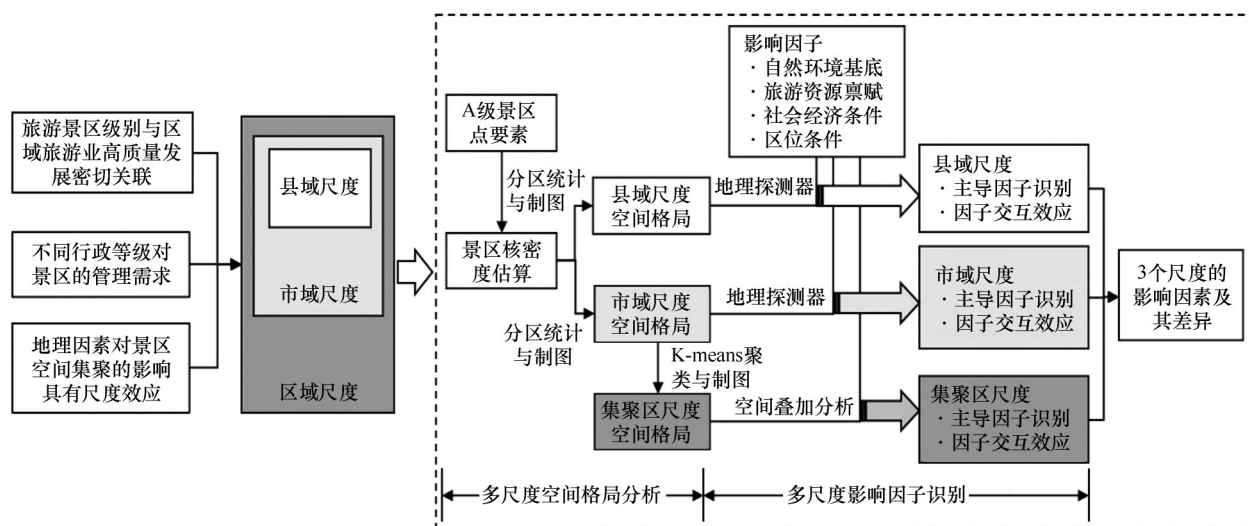 旅游景区级别与区
域旅游业高质量发
展密切关联
不同行政等级对
景区的管理需求
地理因素对景区
空间集聚的影响
具有尺度效应
县域尺度
市域尺度
区域尺度
A级景区
点要素
分区统计
与制图
景区核密
度估算
分区统计
与制图
县域尺度
空间格局
市域尺度
空间格局
K-means聚
类与制图
集聚区尺度
空间格局
影响因子
· 自然环境基底
· 旅游资源禀赋
· 社会经济条件
· 区位条件
地理探测器
地理探测器
空间叠加分析
县域尺度
· 主导因子识别
· 因子交互效应
市域尺度
· 主导因子识别
· 因子交互效应
集聚区尺度
· 主导因子识别
· 因子交互效应
3个尺度的
影响因素及
其差异
多尺度空间格局分析
多尺度影响因子识别